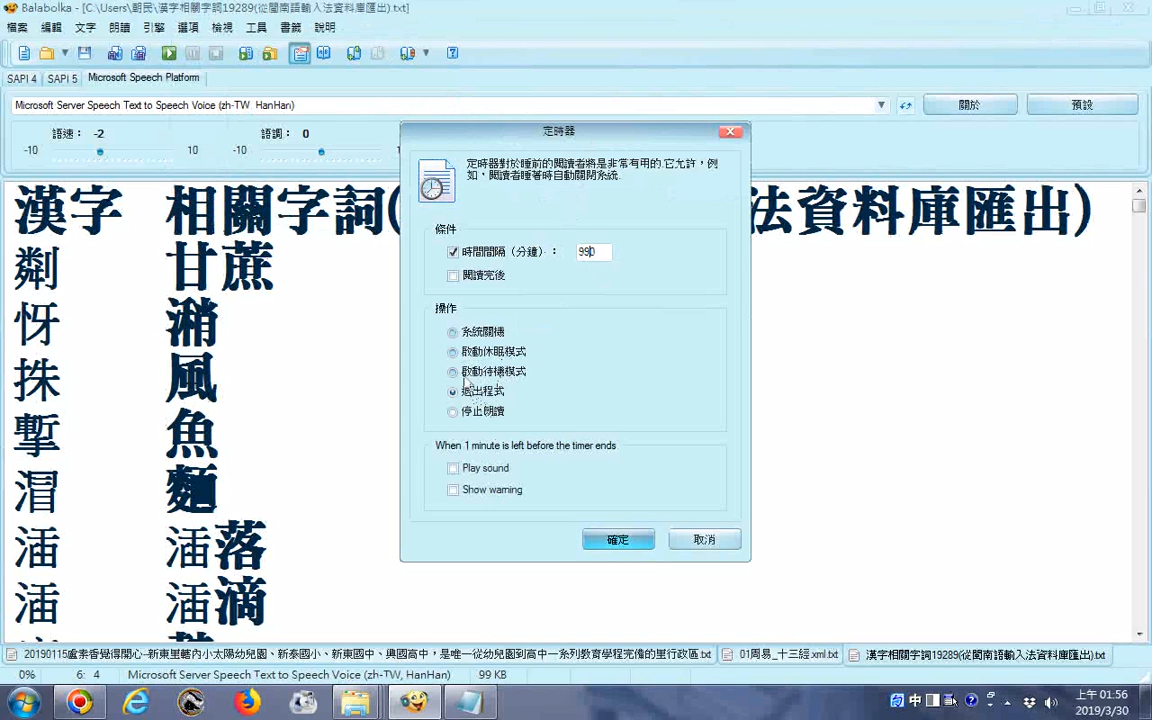 Balabolka - [C:\Users\朝民\漢字相關字詞19289(從閩南語輸入法資料庫匯出).txt]
檔案 編輯 文字 朗讀 引擎 選項 檢視 工具 書籤 說明
SAPI 4 SAPI 5 Microsoft Speech Platform
Microsoft Server Speech Text to Speech Voice (zh-TW, HanHan) 關於 預設
語速： -2 語調： 0
-10 10 -10
定時器
定時器對於睡前的閱讀者將是非常有用的.它允許，例
如，閱讀者睡著時自動關閉系統.
條件
時間間隔（分鐘）： 990
閱讀完後
操作
系統關機
啟動休眠模式
啟動待機模式
退出程式
停止朗讀
When 1 minute is left before the timer ends
Play sound
Show warning
確定 取消
漢字 相關字詞( 法資料庫匯出)
甘蔗
潲
伢 風
魚
麵
落
滴
20190115盧素香覺得開心--新東里轄內小太陽幼兒園、新泰國小、新東國中、興國高中，是唯一從幼兒園到高中一系列教育學程完備的里行政區.txt 01周易_十三經.xml.txt 漢字相關字詞19289(從閩南語輸入法資料庫匯出).txt
0% 6: 4 Microsoft Server Speech Text to Speech Voice (zh-TW, HanHan) 99 KB
中 上午 01:56
2019/3/30